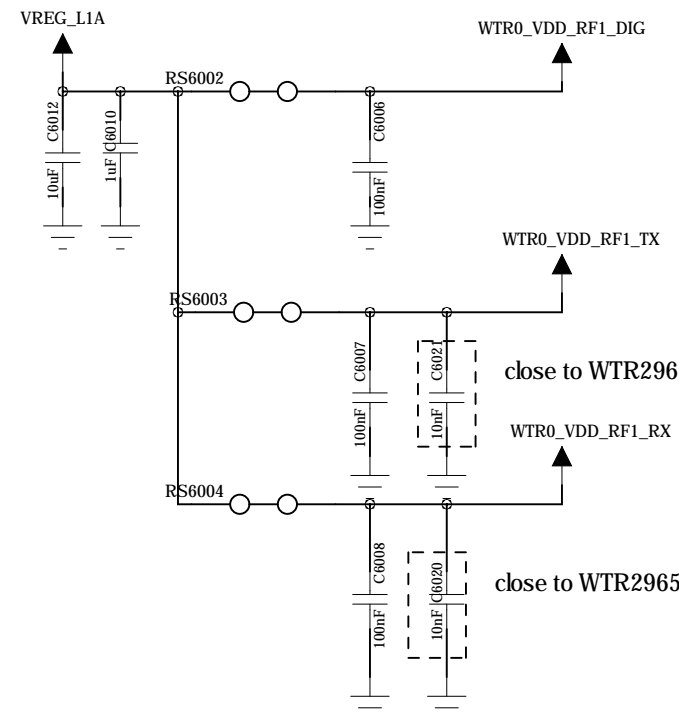 VREG_L1A
WTR0_VDD_RF1_DIG
RS6002
C6012
10uF
C6010
1uF
C6006
100nF
WTR0_VDD_RF1_TX
RS6003
C6007
100nF
C6021
10nF
close to WTR296
WTR0_VDD_RF1_RX
RS6004
C6008
100nF
C6020
10nF
close to WTR2965